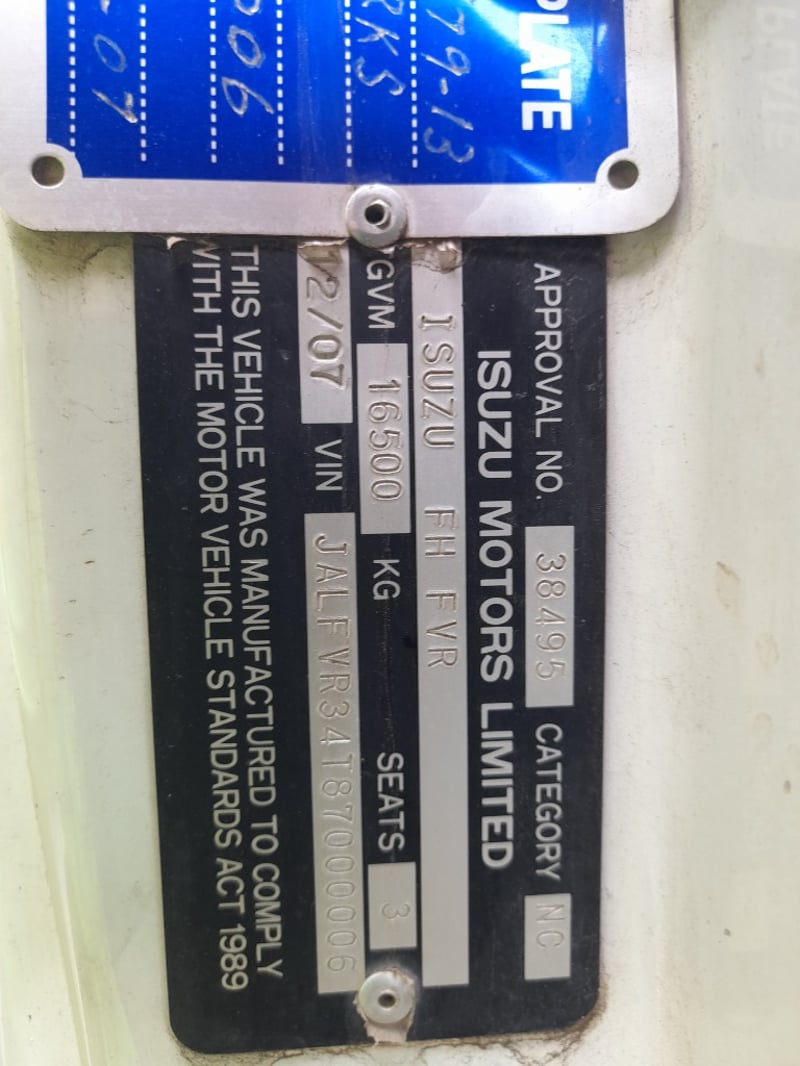 PLATE
79-13
RKS
006
-07
APPROVAL NO. 38495 CATEGORY NC
ISUZU MOTORS LIMITED
ISUZU FH FVR
GVM 16500 KG SEATS 3
12/07 VIN JALFVR34T87000006
THIS VEHICLE WAS MANUFACTURED TO COMPLY
WITH THE MOTOR VEHICLE STANDARDS ACT 1989